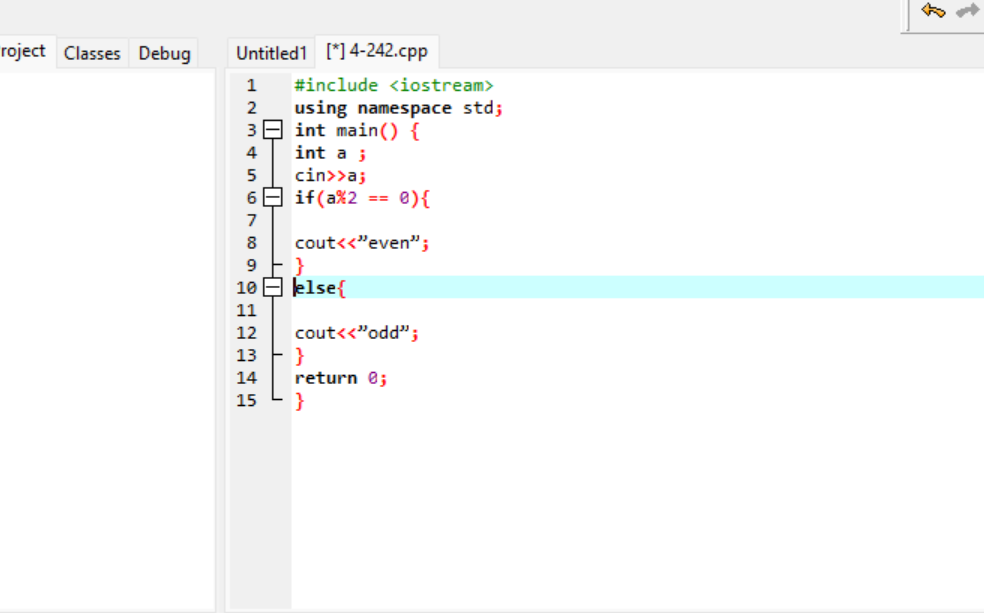 roject Classes Debug Untitled1 [*] 4-242.cpp
1 #include <iostream>
2 using namespace std;
3 int main() {
4 int a ;
5 cin>>a;
6 if(a%2 == 0){
7
8 cout<<”even”;
9 }
10 else{
11
12 cout<<”odd”;
13 }
14 return 0;
15 }